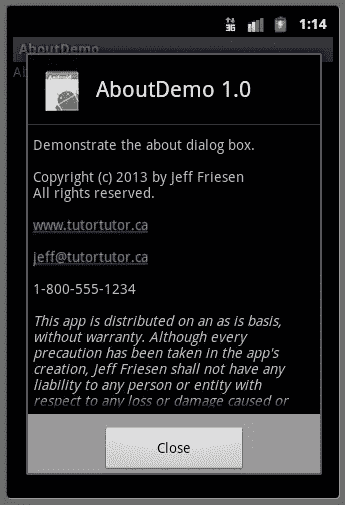 3G 1:14
AboutDemo
Ab
AboutDemo 1.0
Demonstrate the about dialog box.
Copyright (c) 2013 by Jeff Friesen
All rights reserved.
www.tutortutor.ca
jeff@tutortutor.ca
1-800-555-1234
This app is distributed on an as is basis,
without warranty. Although every
precaution has been taken in the app's
creation, Jeff Friesen shall not have any
liability to any person or entity with
respect to any loss or damage caused or
Close